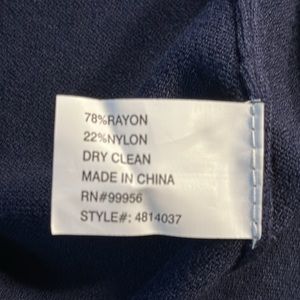 78%RAYON
22%NYLON
DRY CLEAN
MADE IN CHINA
RN#99956
STYLE#: 4814037